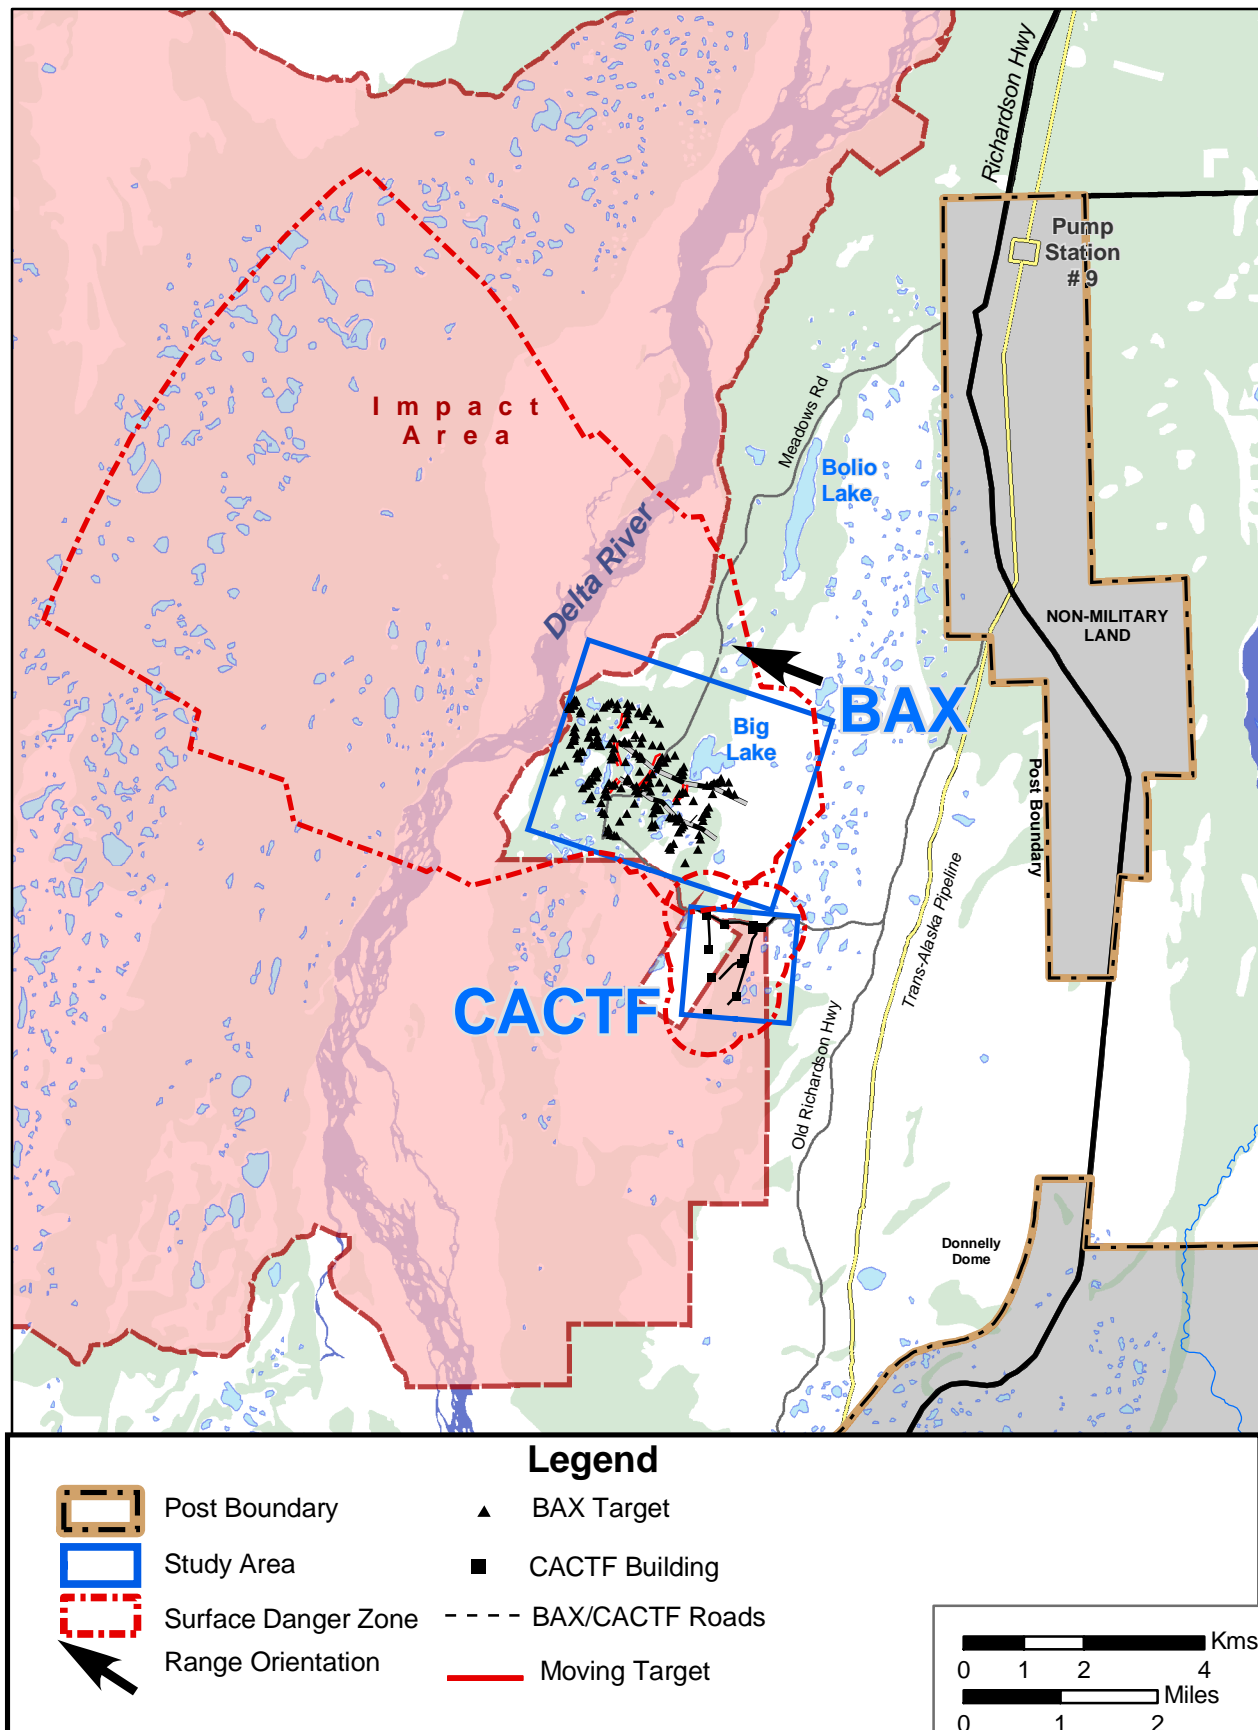 Richardson Hwy
Pump
Station
# 9
Impact
Area
Meadows Rd
Bolio
Lake
Delta River
NON-MILITARY
LAND
BAX
Big
Lake
Post Boundary
Trans-Alaska Pipeline
CACTF
Old Richardson Hwy
Donnelly
Dome
Legend
Post Boundary
BAX Target
Study Area
CACTF Building
Surface Danger Zone
BAX/CACTF Roads
Range Orientation
Moving Target
Kms
0 1 2 4
Miles
0 1 2